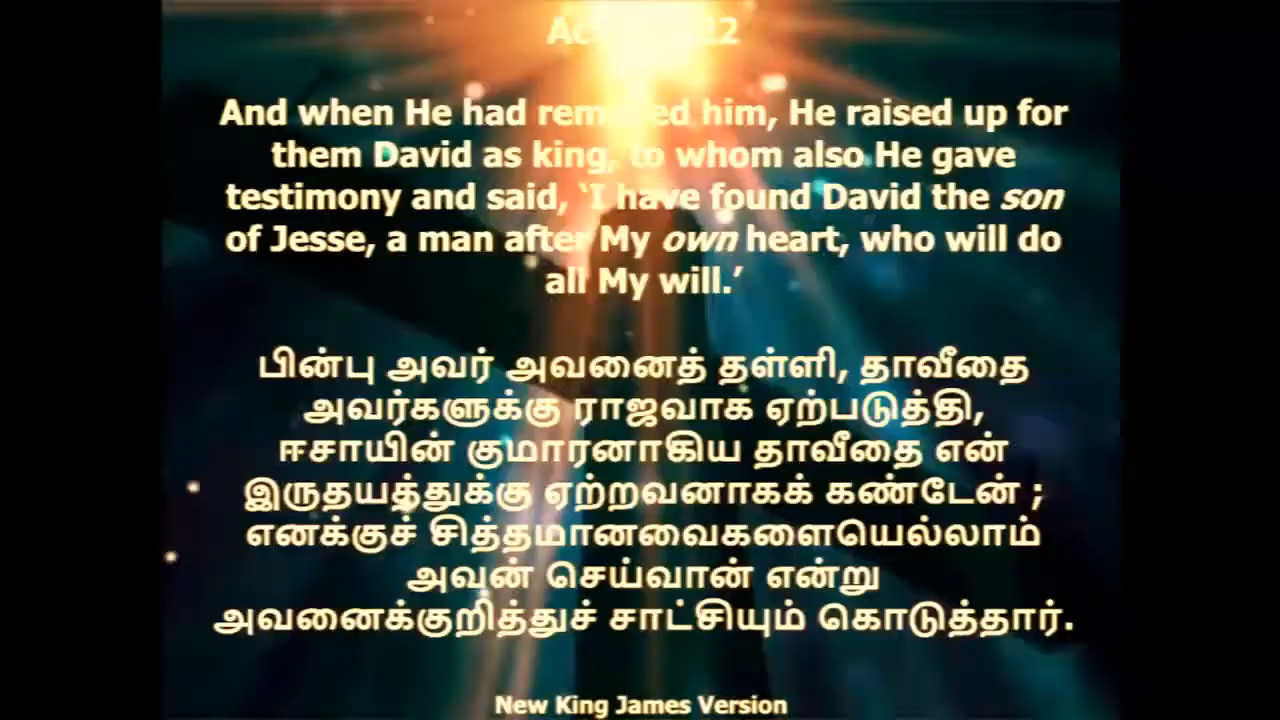 And when He had him, He raised up for
them David as king, to whom also He gave
testimony and said, ‘I have found David the son
of Jesse, a man after My own heart, who will do
all My will.’
பின்பு அவர் அவனைத் தள்ளி, தாவீதை
அவர்களுக்கு ராஜவாக ஏற்படுத்தி,
ஈசாயின் குமாரனாகிய தாவீதை என்
இருதயத்துக்கு ஏற்றவனாகக் கண்டேன் ;
எனக்குச் சித்தமானவைகளையெல்லாம்
அவன் செய்வான் என்று
அவனைக்குறித்துச் சாட்சியும் கொடுத்தார்.
New King James Version